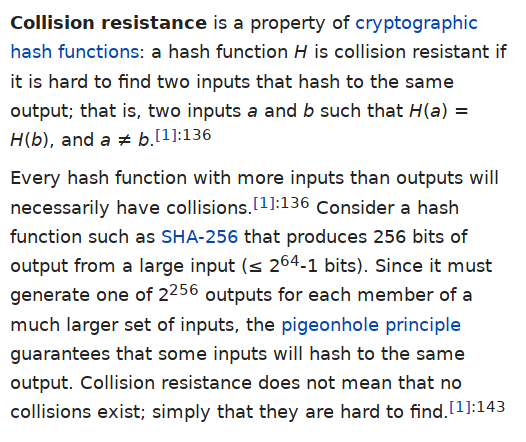 Collision resistance is a property of cryptographic
hash functions: a hash function H is collision resistant if
it is hard to find two inputs that hash to the same
output; that is, two inputs a and b such that H(a) =
H(b), and a ≠ b.[1]:136
Every hash function with more inputs than outputs will
necessarily have collisions.[1]:136 Consider a hash
function such as SHA-256 that produces 256 bits of
output from a large input (≤ 2⁶⁴-1 bits). Since it must
generate one of 2²⁵⁶ outputs for each member of a
much larger set of inputs, the pigeonhole principle
guarantees that some inputs will hash to the same
output. Collision resistance does not mean that no
collisions exist; simply that they are hard to find.[1]:143